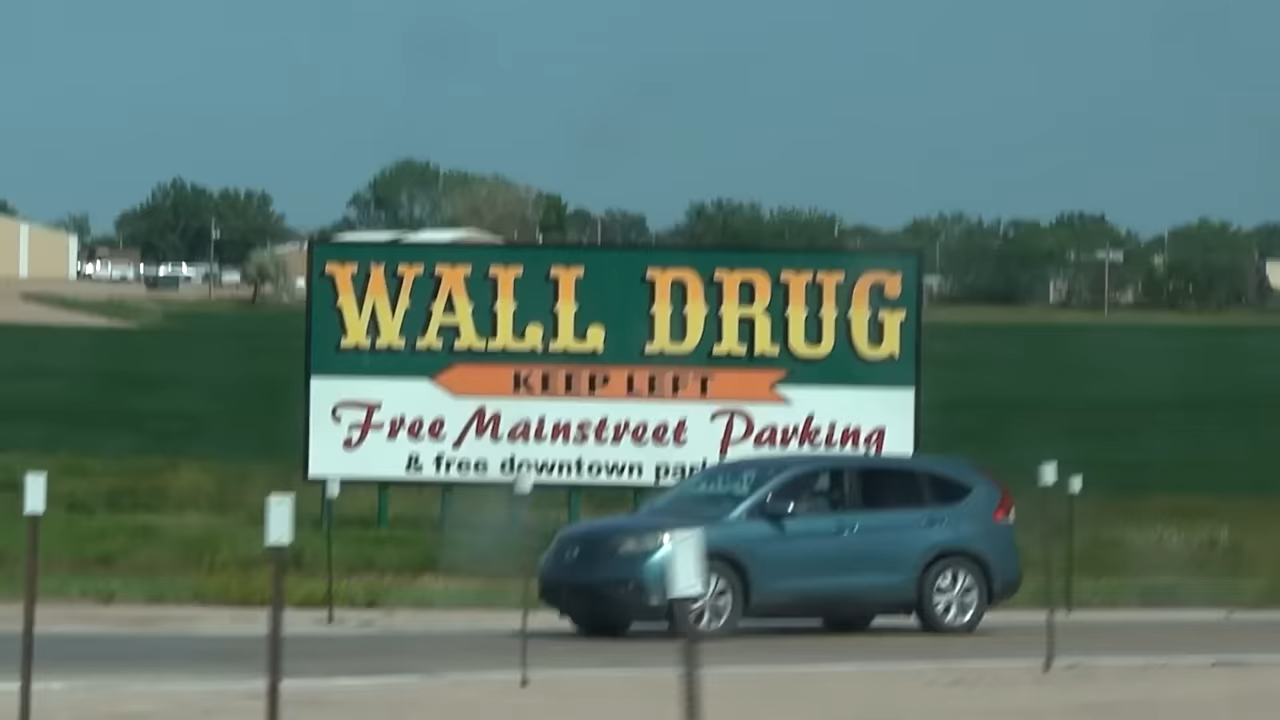 WALL DRUG
KEEP LEFT
Free Mainstreet Parking
& free downtown